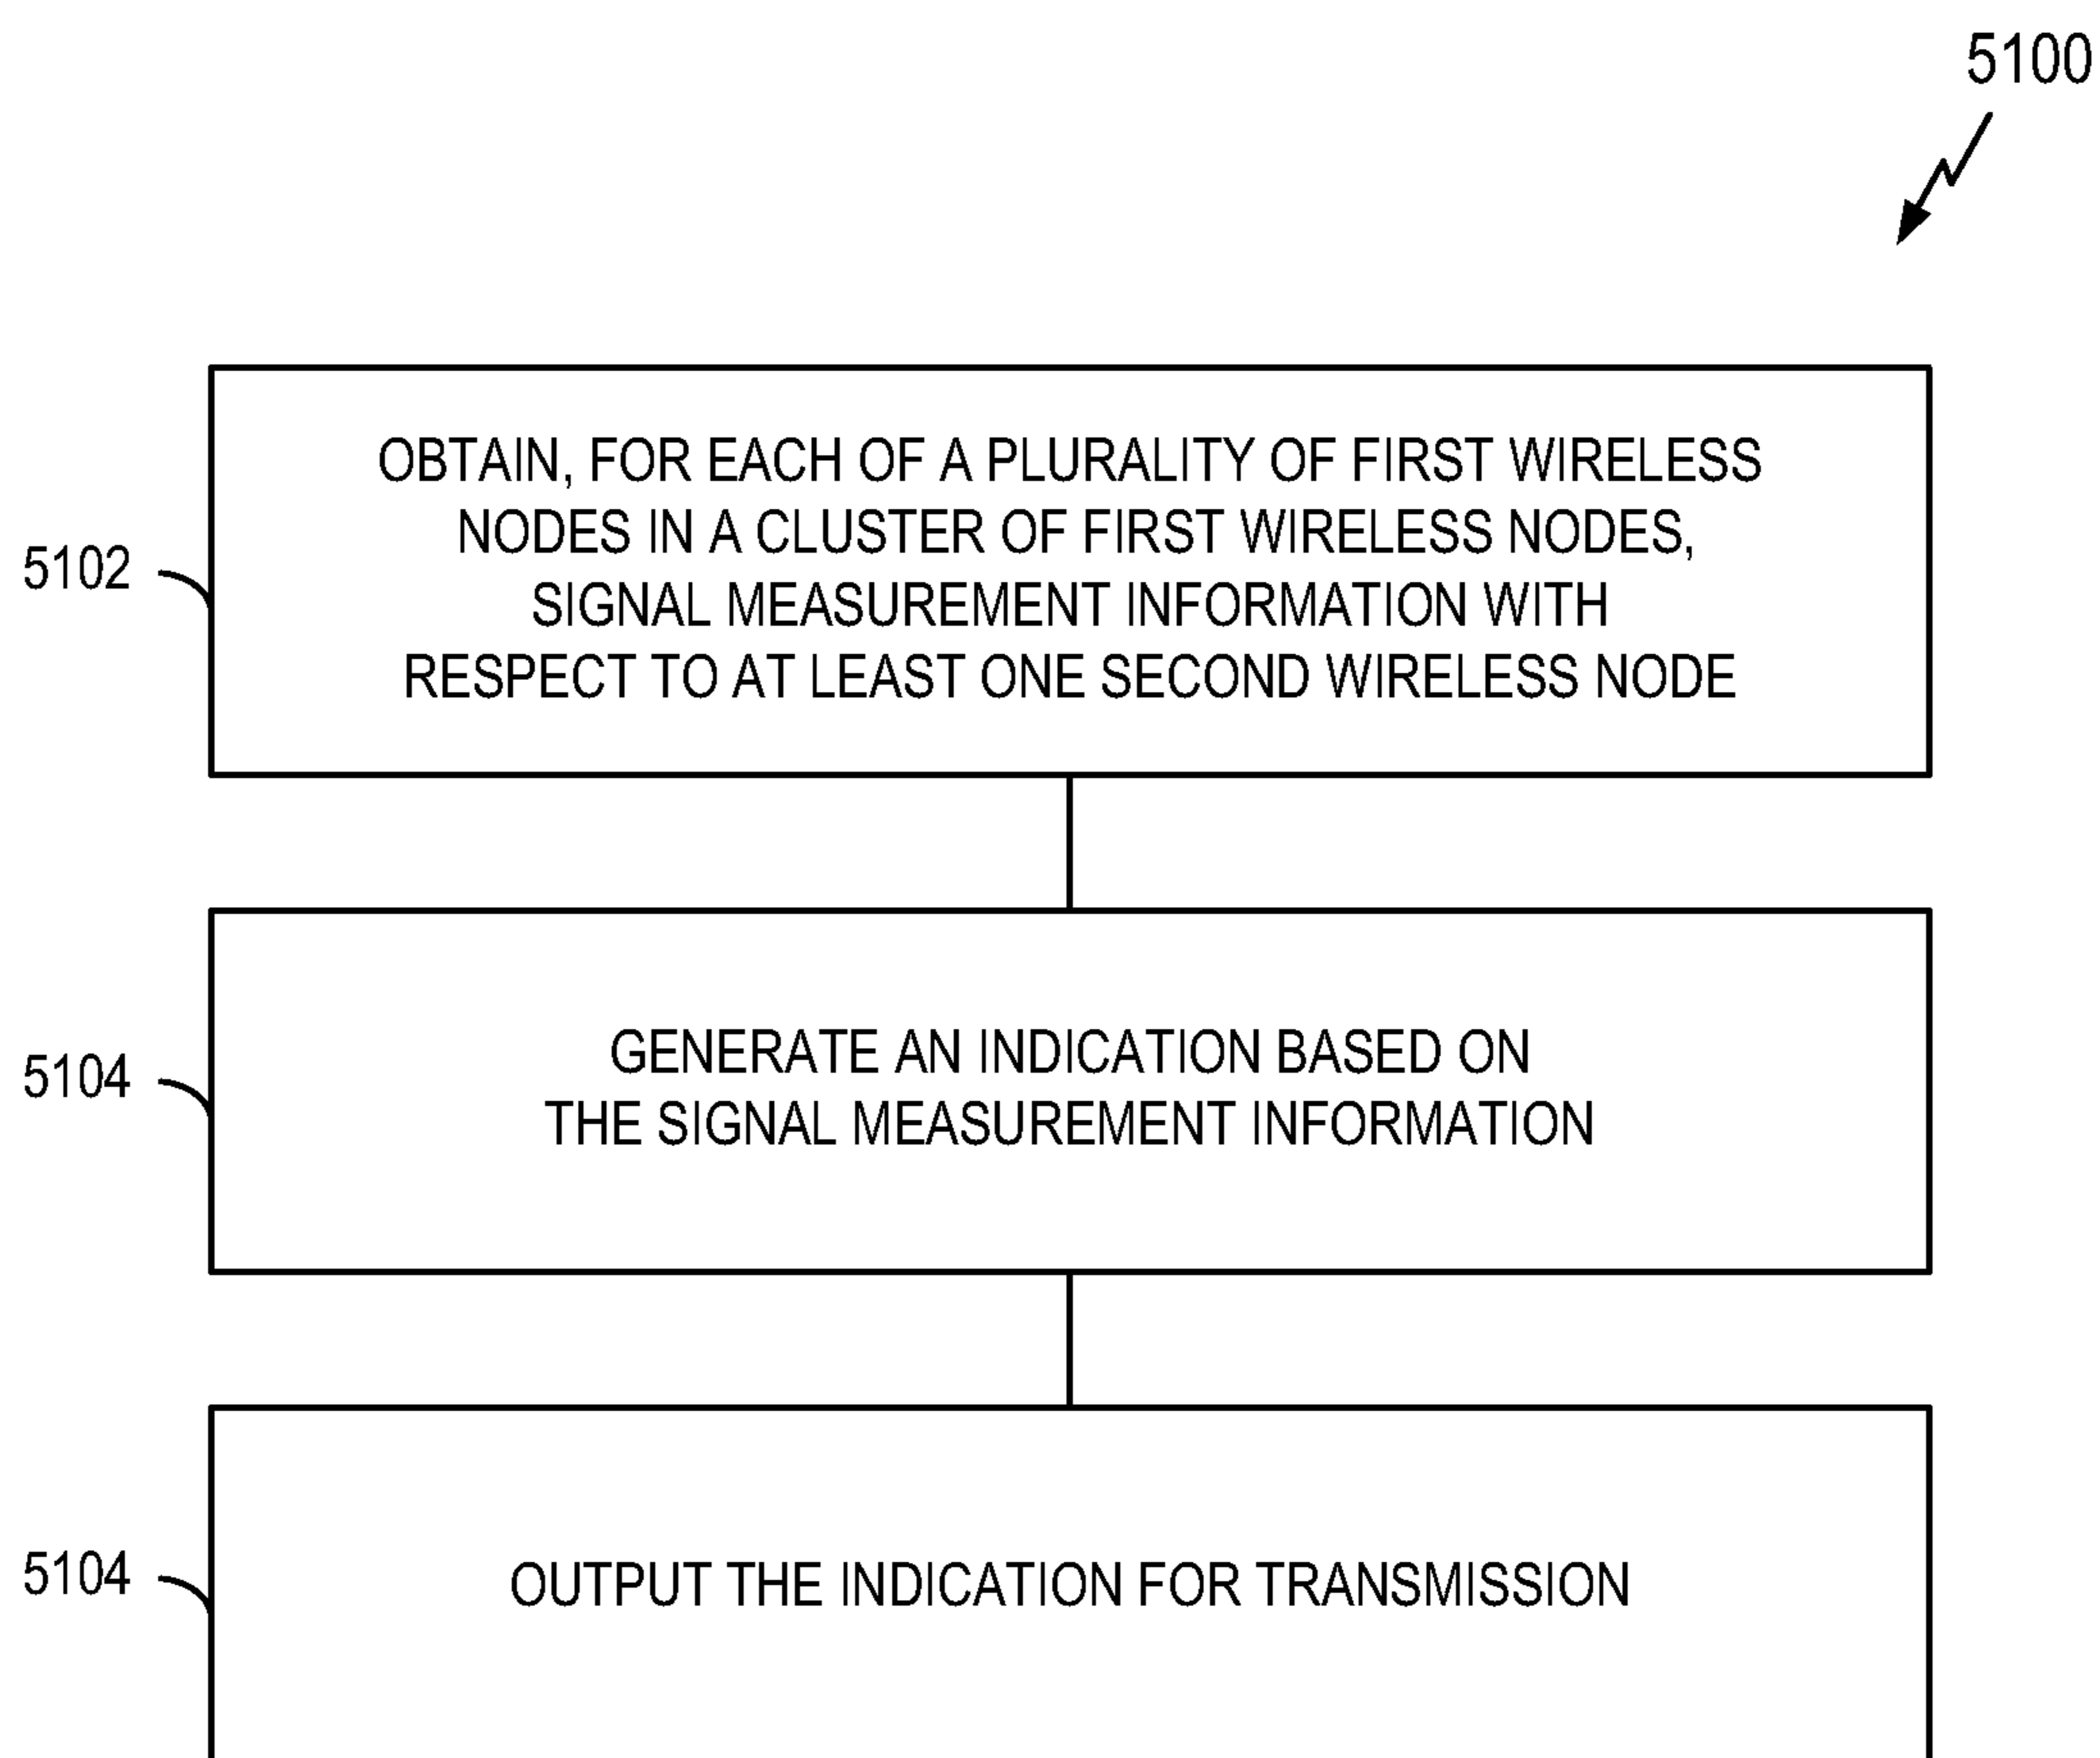 5100
OBTAIN, FOR EACH OF A PLURALITY OF FIRST WIRELESS
NODES IN A CLUSTER OF FIRST WIRELESS NODES,
SIGNAL MEASUREMENT INFORMATION WITH
RESPECT TO AT LEAST ONE SECOND WIRELESS NODE
5102
GENERATE AN INDICATION BASED ON
THE SIGNAL MEASUREMENT INFORMATION
5104
OUTPUT THE INDICATION FOR TRANSMISSION
5104